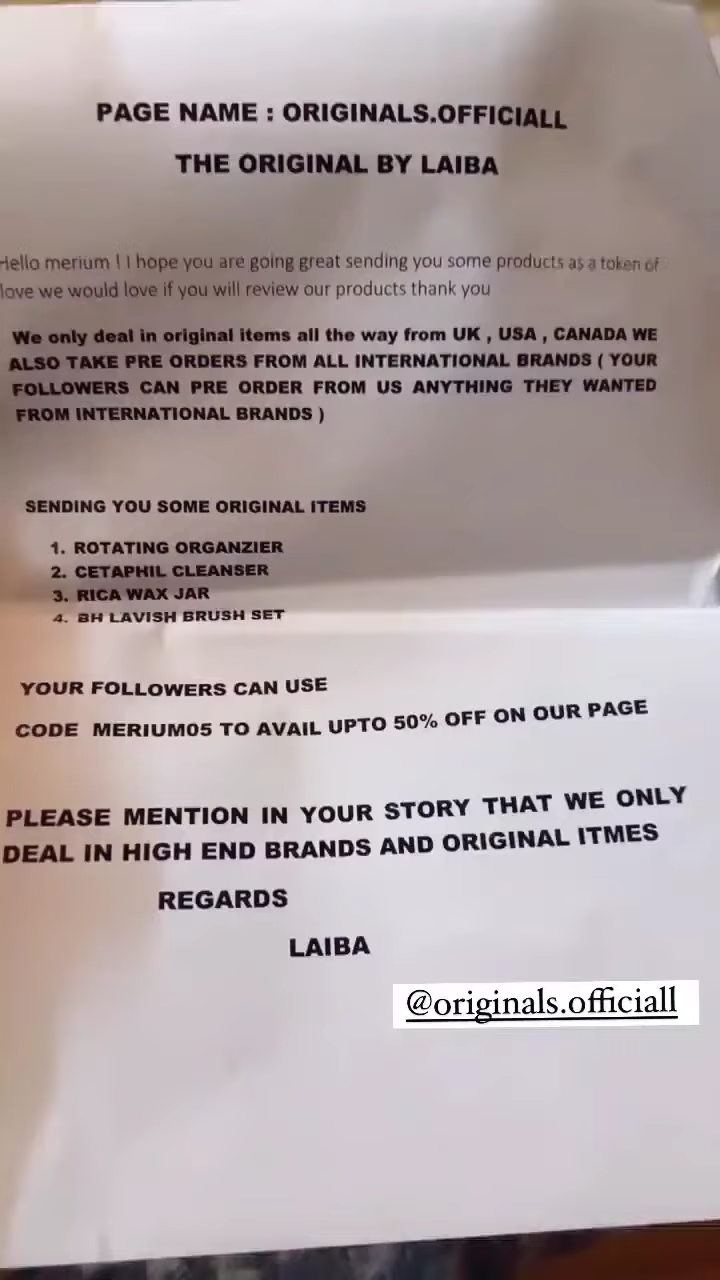 PAGE NAME : ORIGINALS.OFFICIALL
THE ORIGINAL BY LAIBA
Hello merium ! I hope you are going great sending you some products as a token of
love we would love if you will review our products thank you
We only deal in original items all the way from UK , USA , CANADA WE
ALSO TAKE PRE ORDERS FROM ALL INTERNATIONAL BRANDS ( YOUR
FOLLOWERS CAN PRE ORDER FROM US ANYTHING THEY WANTED
FROM INTERNATIONAL BRANDS )
SENDING YOU SOME ORIGINAL ITEMS
1. ROTATING ORGANZIER
2. CETAPHIL CLEANSER
3. RICA WAX JAR
4. BH LAVISH BRUSH SET
YOUR FOLLOWERS CAN USE
CODE MERIUM05 TO AVAIL UPTO 50% OFF ON OUR PAGE
PLEASE MENTION IN YOUR STORY THAT WE ONLY
DEAL IN HIGH END BRANDS AND ORIGINAL ITMES
REGARDS
LAIBA
@originals.officiall